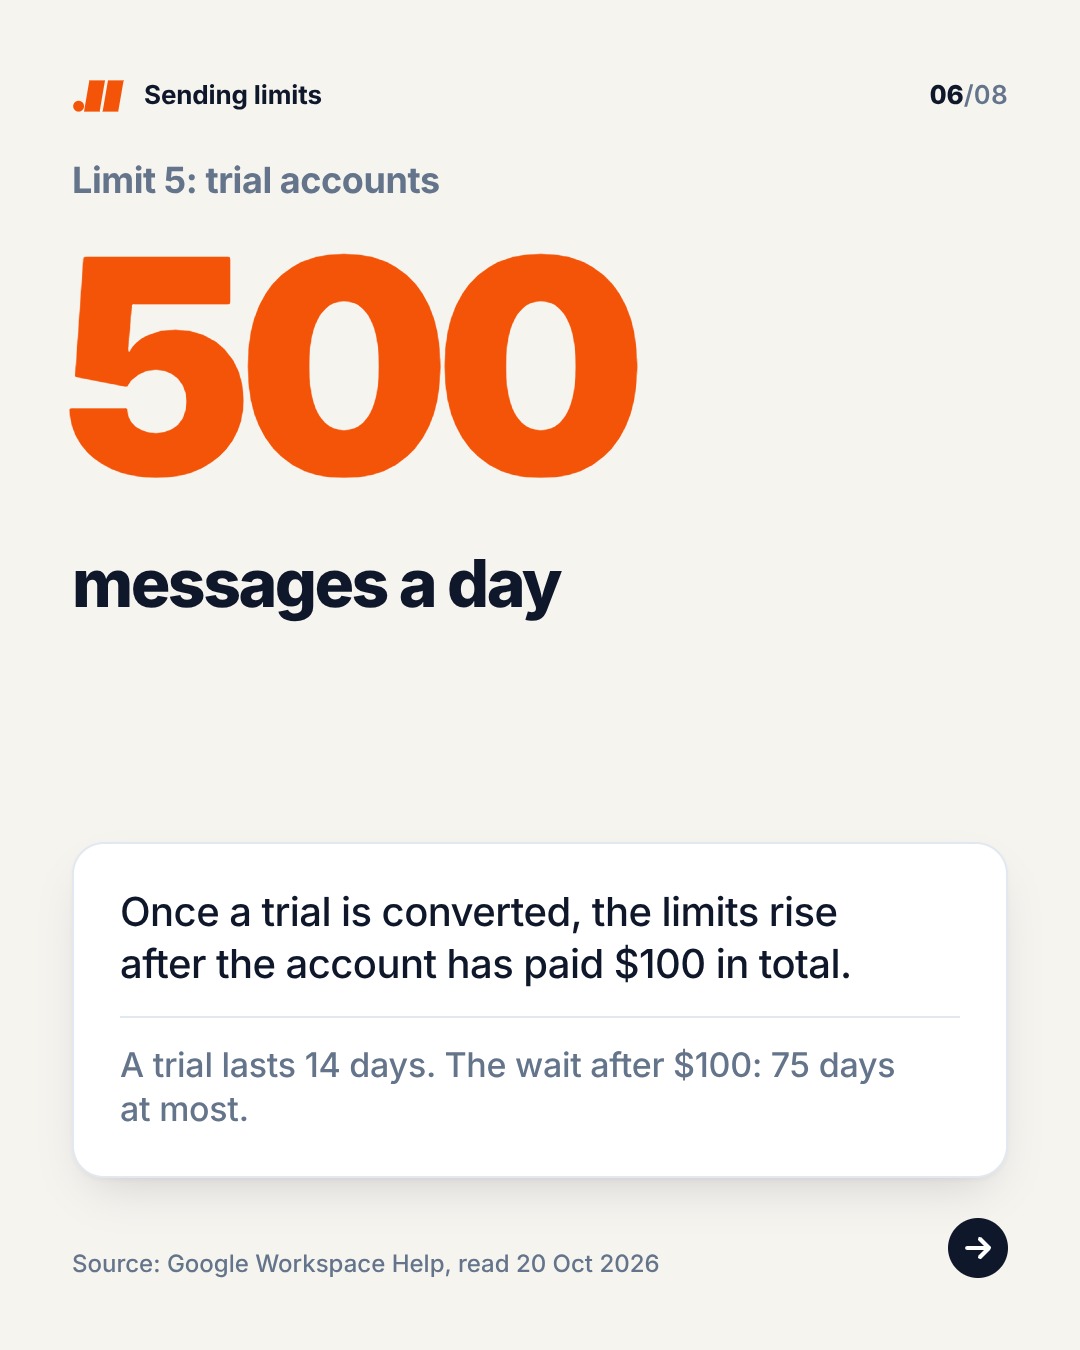 Sending limits
06/08
Limit 5: trial accounts
500
messages a day
Once a trial is converted, the limits rise
after the account has paid $100 in total.
A trial lasts 14 days. The wait after $100: 75 days
at most.
Source: Google Workspace Help, read 20 Oct 2026